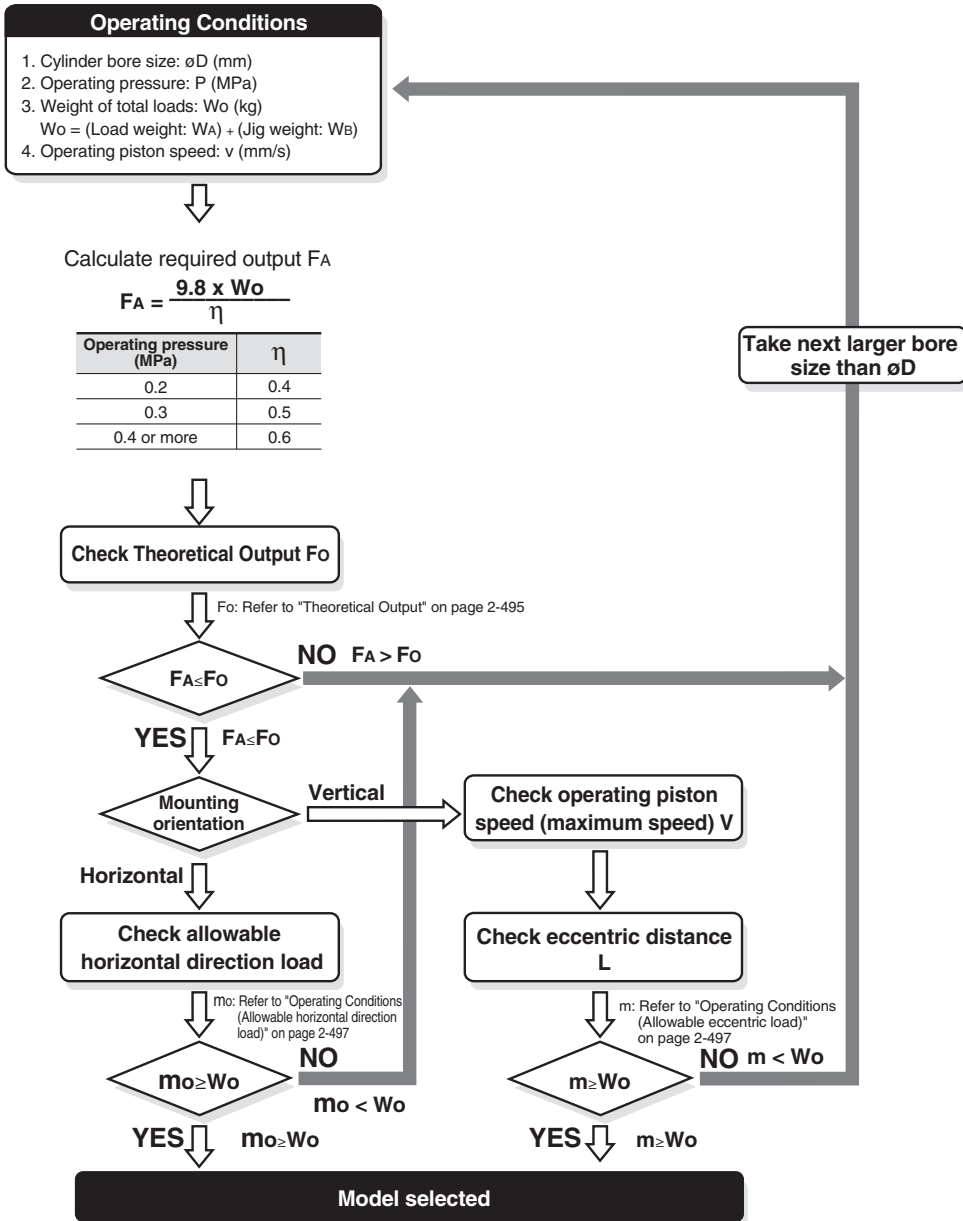 Operating Conditions
1. Cylinder bore size: øD (mm)
2. Operating pressure: P (MPa)
3. Weight of total loads: Wo (kg)
Wo = (Load weight: WA) + (Jig weight: WB)
4. Operating piston speed: v (mm/s)
Calculate required output FA
FA = 9.8 x Wo
η
Operating pressure (MPa) η
0.2 0.4
0.3 0.5
0.4 or more 0.6
Take next larger bore
size than øD
Check Theoretical Output Fo
Fo: Refer to "Theoretical Output" on page 2-495
FA≤Fo
NO FA > Fo
YES FA≤Fo
Mounting
orientation
Vertical
Check operating piston
speed (maximum speed) V
Horizontal
Check allowable
horizontal direction load
Check eccentric distance
L
mo: Refer to "Operating Conditions
(Allowable horizontal direction
load)" on page 2-497
m: Refer to "Operating Conditions
(Allowable eccentric load)"
on page 2-497
mo≥Wo
NO
mo < Wo
m≥Wo
NO m < Wo
YES mo≥Wo
YES m≥Wo
Model selected